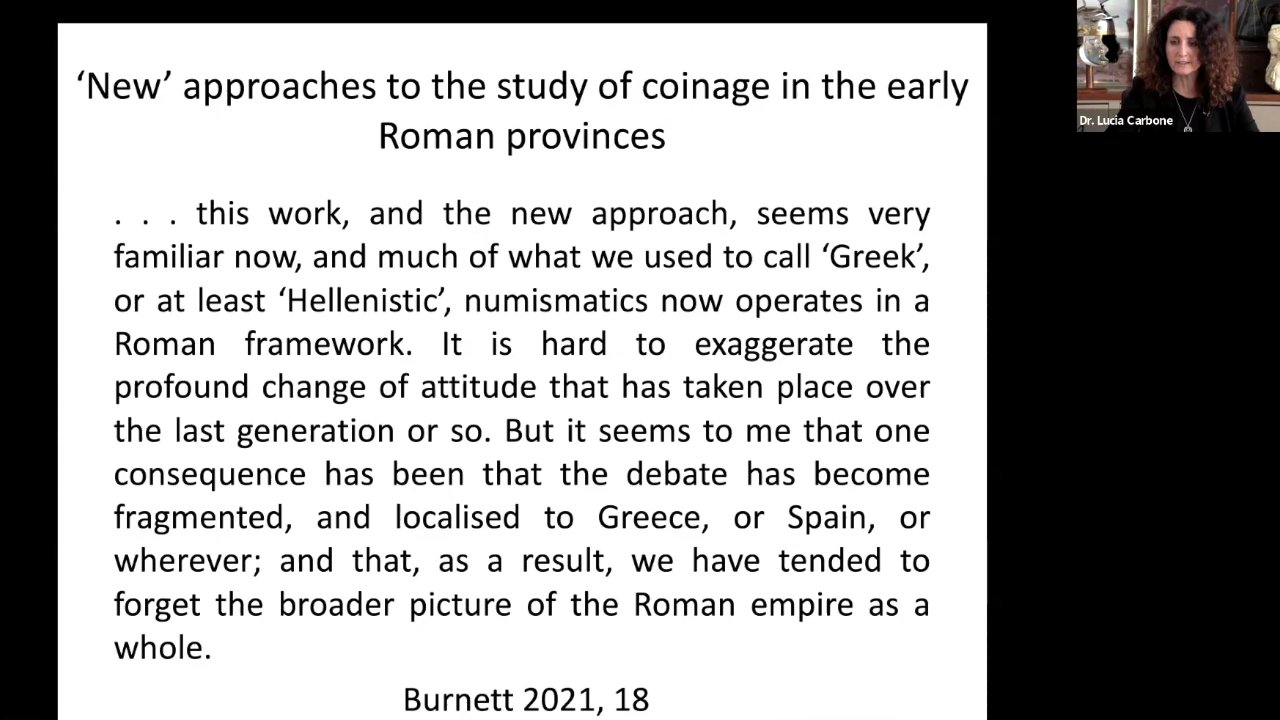 ‘New’ approaches to the study of coinage in the early
Roman provinces
. . . this work, and the new approach, seems very
familiar now, and much of what we used to call ‘Greek’,
or at least ‘Hellenistic’, numismatics now operates in a
Roman framework. It is hard to exaggerate the
profound change of attitude that has taken place over
the last generation or so. But it seems to me that one
consequence has been that the debate has become
fragmented, and localised to Greece, or Spain, or
wherever; and that, as a result, we have tended to
forget the broader picture of the Roman empire as a
whole.
Burnett 2021, 18
Dr. Lucia Carbone